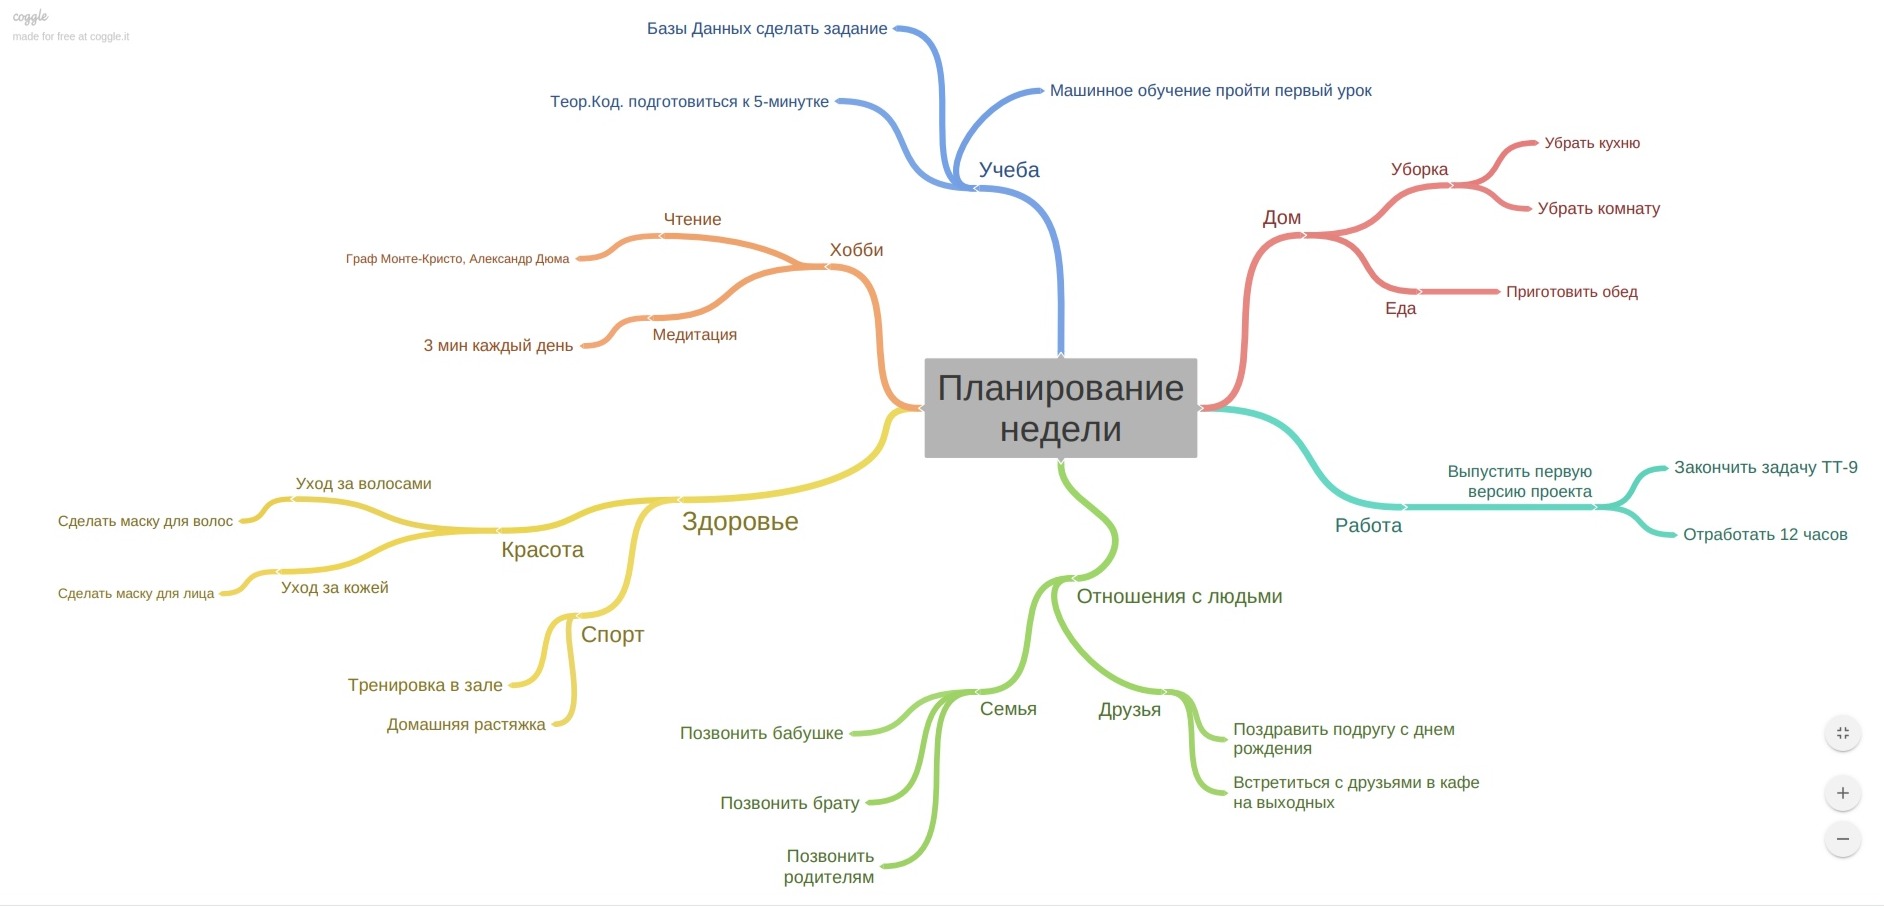 coggle
made for free at coggle.it
Базы Данных сделать задание
Теор.Код. подготовиться к 5-минутке
Машинное обучение пройти первый урок
Учеба
Чтение
Граф Монте-Кристо, Александр Дюма
Хобби
Медитация
3 мин каждый день
Дом
Уборка
Убрать кухню
Убрать комнату
Еда
Приготовить обед
Планирование
недели
Здоровье
Красота
Уход за волосами
Сделать маску для волос
Уход за кожей
Сделать маску для лица
Спорт
Тренировка в зале
Домашняя растяжка
Работа
Выпустить первую
версию проекта
Закончить задачу ТТ-9
Отработать 12 часов
Отношения с людьми
Семья
Позвонить бабушке
Позвонить брату
Позвонить
родителям
Друзья
Поздравить подругу с днем
рождения
Встретиться с друзьями в кафе
на выходных